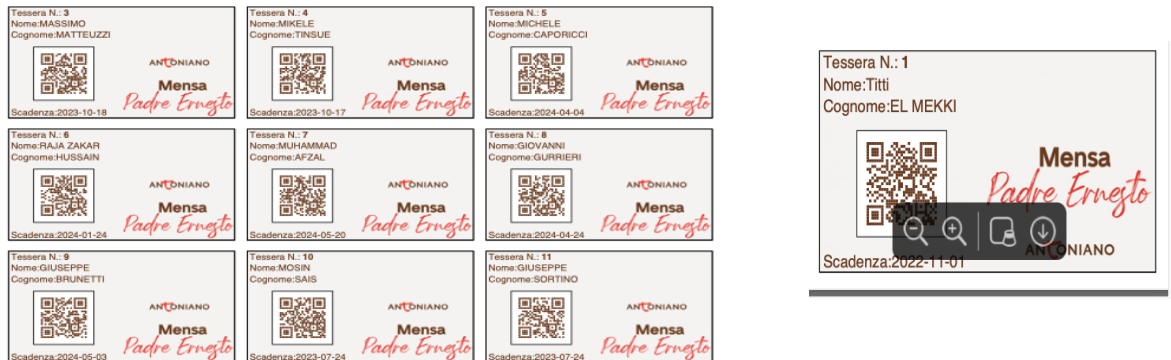 Tessera N.: 3
Nome:MASSIMO
Cognome:MATTEUZZI
ANTONIANO
Mensa
Padre Ernesto
Scadenza:2023-10-18
Tessera N.: 4
Nome:MIKELE
Cognome:TINSUE
ANTONIANO
Mensa
Padre Ernesto
Scadenza:2023-10-17
Tessera N.: 5
Nome:MICHELE
Cognome:CAPORICCI
ANTONIANO
Mensa
Padre Ernesto
Scadenza:2024-04-04
Tessera N.: 6
Nome:RAJA ZAKAR
Cognome:HUSSAIN
ANTONIANO
Mensa
Padre Ernesto
Scadenza:2024-01-24
Tessera N.: 7
Nome:MUHAMMAD
Cognome:AFZAL
ANTONIANO
Mensa
Padre Ernesto
Scadenza:2024-05-20
Tessera N.: 8
Nome:GIOVANNI
Cognome:GURRIERI
ANTONIANO
Mensa
Padre Ernesto
Scadenza:2024-04-24
Tessera N.: 9
Nome:GIUSEPPE
Cognome:BRUNETTI
ANTONIANO
Mensa
Padre Ernesto
Scadenza:2024-05-03
Tessera N.: 10
Nome:MOSIN
Cognome:SAIS
ANTONIANO
Mensa
Padre Ernesto
Scadenza:2023-07-24
Tessera N.: 11
Nome:GIUSEPPE
Cognome:SORTINO
ANTONIANO
Mensa
Padre Ernesto
Scadenza:2023-07-24
Tessera N.: 1
Nome:Titti
Cognome:EL MEKKI
Mensa
Padre Ernesto
ANTONIANO
Scadenza:2022-11-01